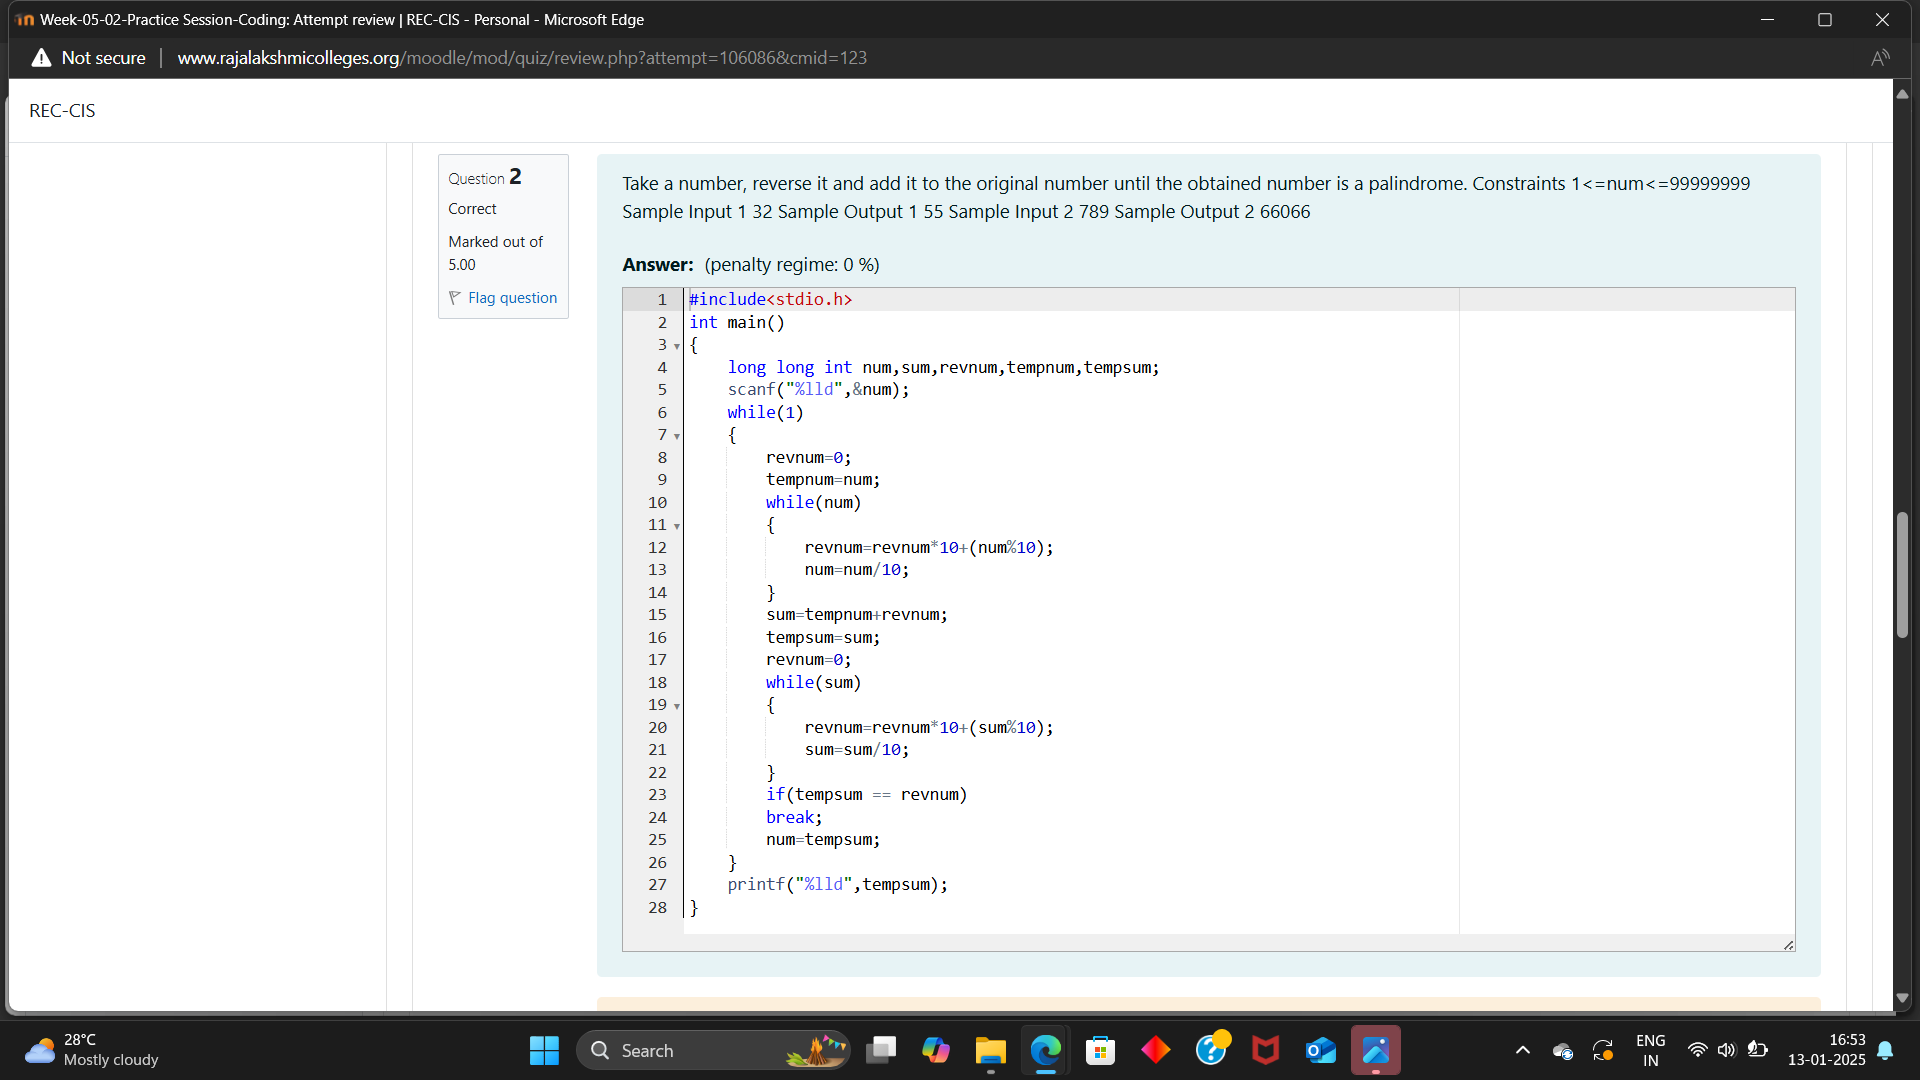 Week-05-02-Practice Session-Coding: Attempt review | REC-CIS - Personal - Microsoft Edge
Not secure | www.rajalakshmicolleges.org/moodle/mod/quiz/review.php?attempt=106086&cmid=123
REC-CIS
Question 2
Correct
Marked out of
5.00
Flag question
Take a number, reverse it and add it to the original number until the obtained number is a palindrome. Constraints 1<=num<=99999999
Sample Input 1 32 Sample Output 1 55 Sample Input 2 789 Sample Output 2 66066
Answer: (penalty regime: 0 %)
1 #include<stdio.h>
2 int main()
3 {
4     long long int num,sum,revnum,tempnum,tempsum;
5     scanf("%lld",&num);
6     while(1)
7     {
8         revnum=0;
9         tempnum=num;
10         while(num)
11         {
12             revnum=revnum*10+(num%10);
13             num=num/10;
14         }
15         sum=tempnum+revnum;
16         tempsum=sum;
17         revnum=0;
18         while(sum)
19         {
20             revnum=revnum*10+(sum%10);
21             sum=sum/10;
22         }
23         if(tempsum == revnum)
24         break;
25         num=tempsum;
26     }
27     printf("%lld",tempsum);
28 }
28°C
Mostly cloudy
Search
ENG
IN
16:53
13-01-2025